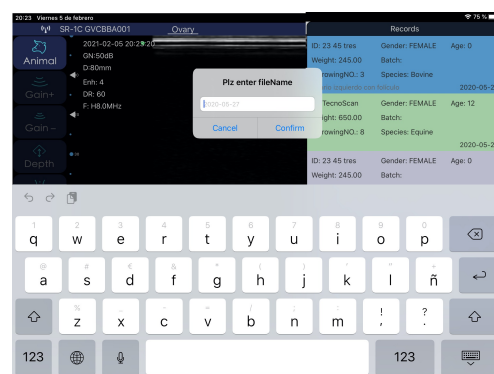 20:23 Viernes 5 de febrero
75 %
SR-1C GVCBBA001
Ovary
Records
Animal
Gain+
Gain -
Depth
2021-02-05 20:23:20
GN:50dB
D:80mm
Enh: 4
DR: 60
F: H8.0MHz
Plz enter fileName
2020-05-27
Cancel
Confirm
ID: 23 45 tres
Gender: FEMALE
Age: 0
Weight: 245.00
Batch:
rowingNO.: 3
Species: Bovine
2020-05-2
TecnoScan
Gender: FEMALE
Age: 12
ight: 650.00
Batch:
rowingNO.: 8
Species: Equine
2020-05-2
ID: 23 45 tres
Gender: FEMALE
Age: 0
Weight: 245.00
Batch:
1 2 3 4 5 6 7 8 9 0
q w e r t y u i o p
@ # € & * ( ) ' " +
a s d f g h j k l ñ
% _ - = / ; : ! ?
z x c v b n m , .
123
123